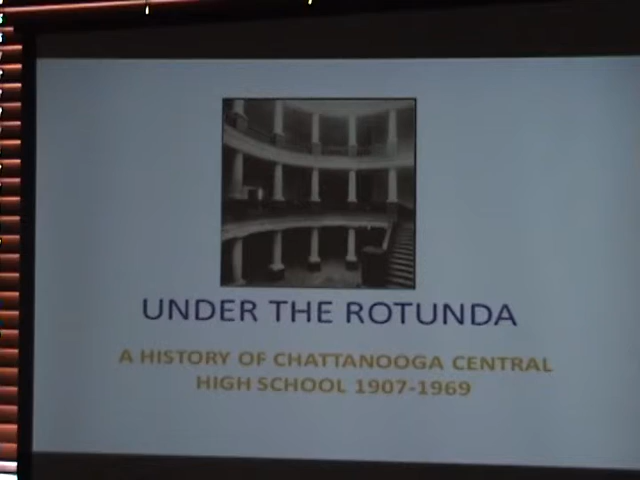 UNDER THE ROTUNDA
A HISTORY OF CHATTANOOGA CENTRAL
HIGH SCHOOL 1907-1969